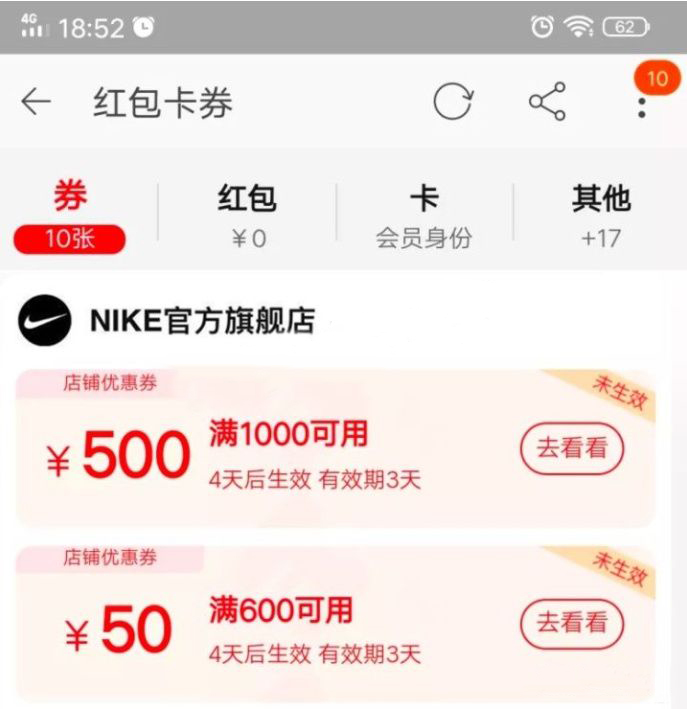 4G 18:52 62
10
红包卡券
券 红包 卡 其他
10张 ¥0 会员身份 +17
NIKE官方旗舰店
店铺优惠券 未生效
¥500 满1000可用 去看看
4天后生效 有效期3天
店铺优惠券 未生效
¥50 满600可用 去看看
4天后生效 有效期3天